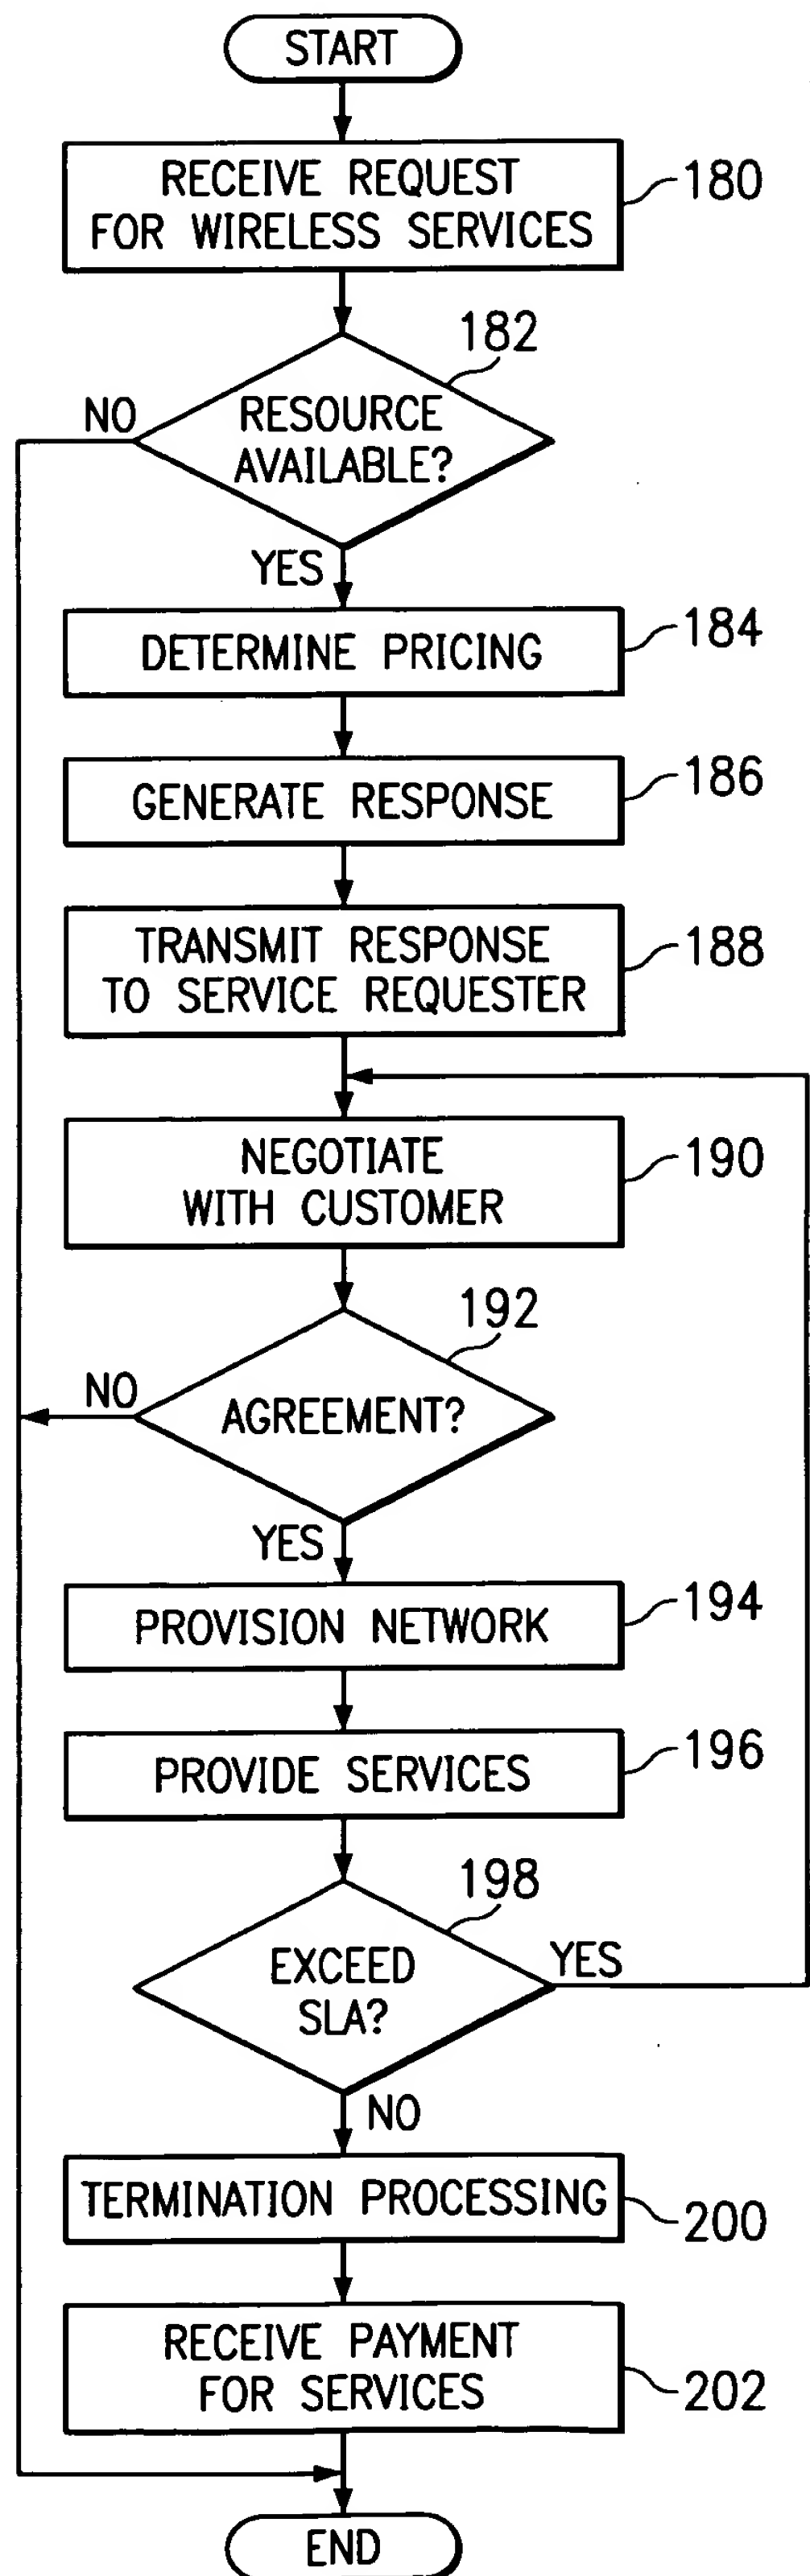 START
RECEIVE REQUEST
FOR WIRELESS SERVICES
180
182
NO
RESOURCE
AVAILABLE?
YES
DETERMINE PRICING
184
GENERATE RESPONSE
186
TRANSMIT RESPONSE
TO SERVICE REQUESTER
188
NEGOTIATE
WITH CUSTOMER
190
192
NO
AGREEMENT?
YES
PROVISION NETWORK
194
PROVIDE SERVICES
196
198
EXCEED
SLA?
YES
NO
TERMINATION PROCESSING
200
RECEIVE PAYMENT
FOR SERVICES
202
END